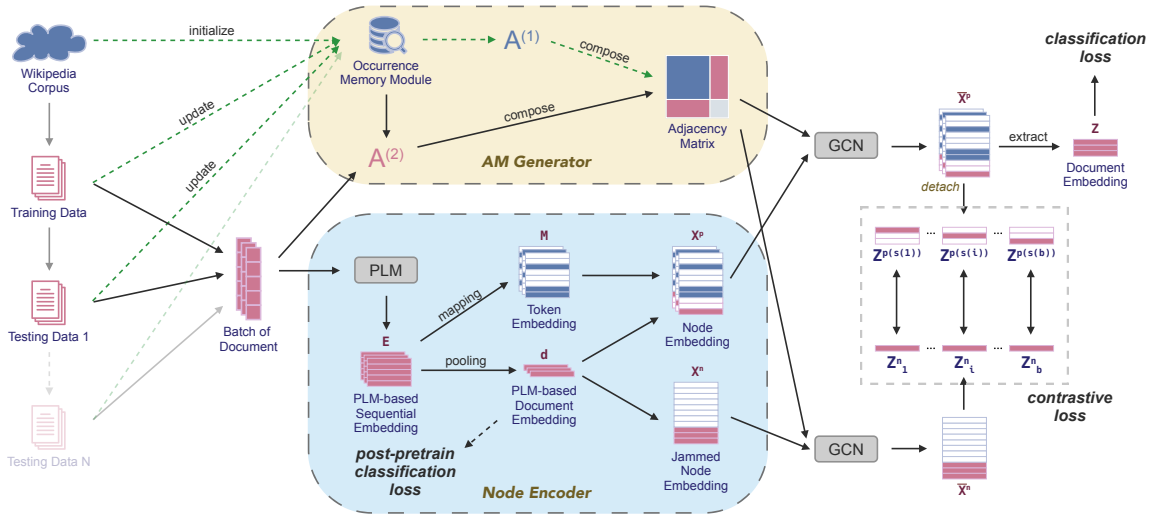 initialize
Wikipedia
Corpus
update
update
Training Data
Testing Data 1
Testing Data N
Batch of
Document
Occurrence
Memory Module
A(1)
compose
compose
A(2)
Adjacency
Matrix
AM Generator
PLM
E
PLM-based
Sequential
Embedding
mapping
pooling
M
Token
Embedding
d
PLM-based
Document
Embedding
post-pretrain
classification
loss
Xᵖ
Node
Embedding
Xⁿ
Jammed
Node
Embedding
Node Encoder
GCN
GCN
X̅ᵖ
extract
detach
classification
loss
Z
Document
Embedding
... ...
Zp(s(1)) Zp(s(i)) Zp(s(b))
... ...
Zⁿ₁ Zⁿᵢ Zⁿb
contrastive
loss
X̅ⁿ